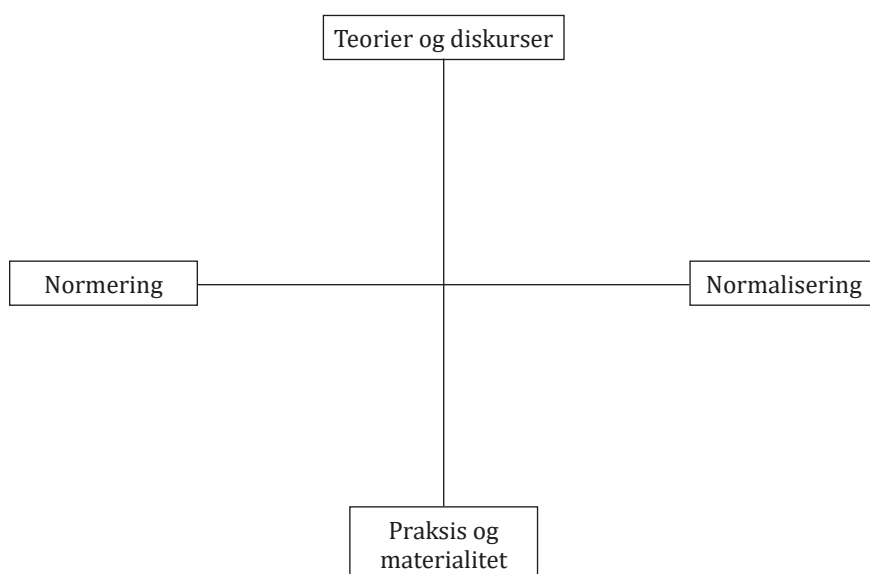 Teorier og diskurser
Normering
Normalisering
Praksis og
materialitet